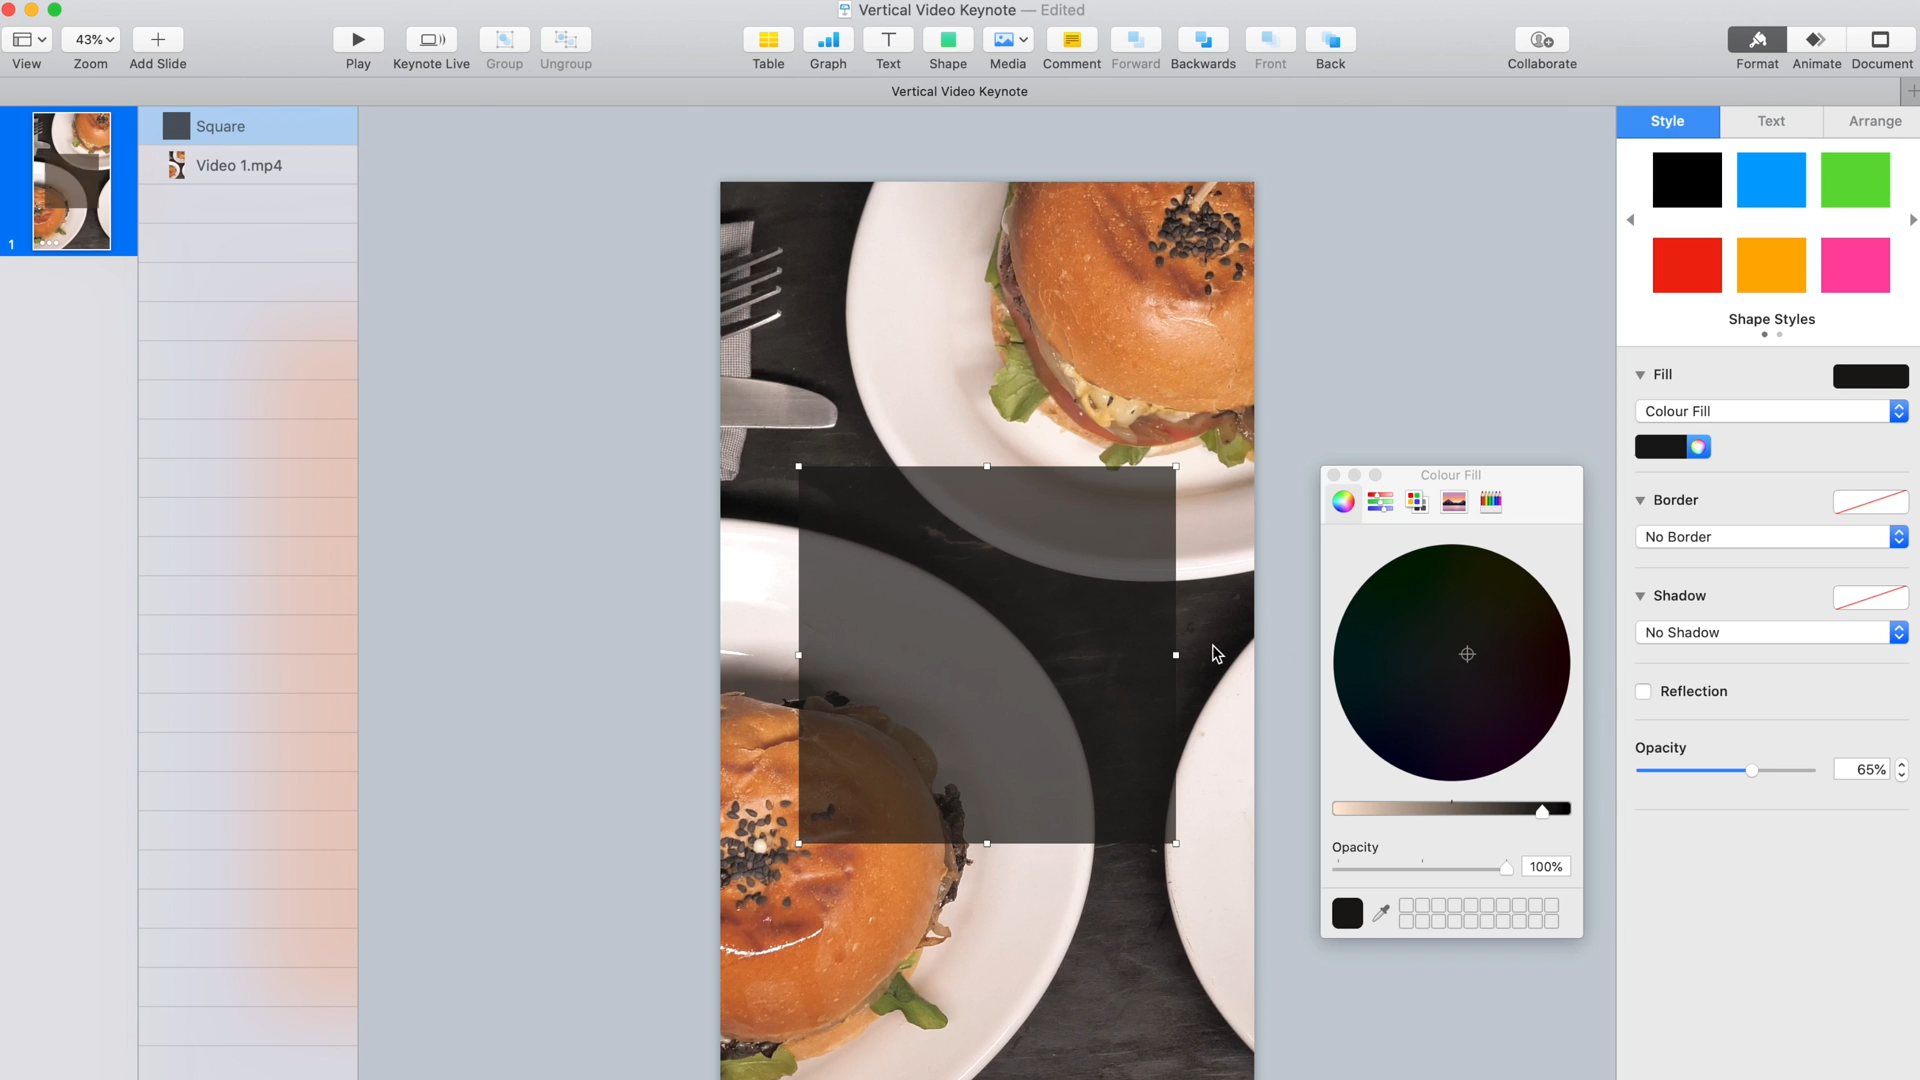 Vertical Video Keynote — Edited
View
43%
Zoom
Add Slide
Play
Keynote Live
Group
Ungroup
Table
Graph
Text
Shape
Media
Comment
Forward
Backwards
Front
Back
Collaborate
Format
Animate
Document
Vertical Video Keynote
1
Square
Video 1.mp4
Style
Text
Arrange
Shape Styles
Fill
Colour Fill
Border
No Border
Shadow
No Shadow
Reflection
Opacity
65%
Colour Fill
Opacity
100%